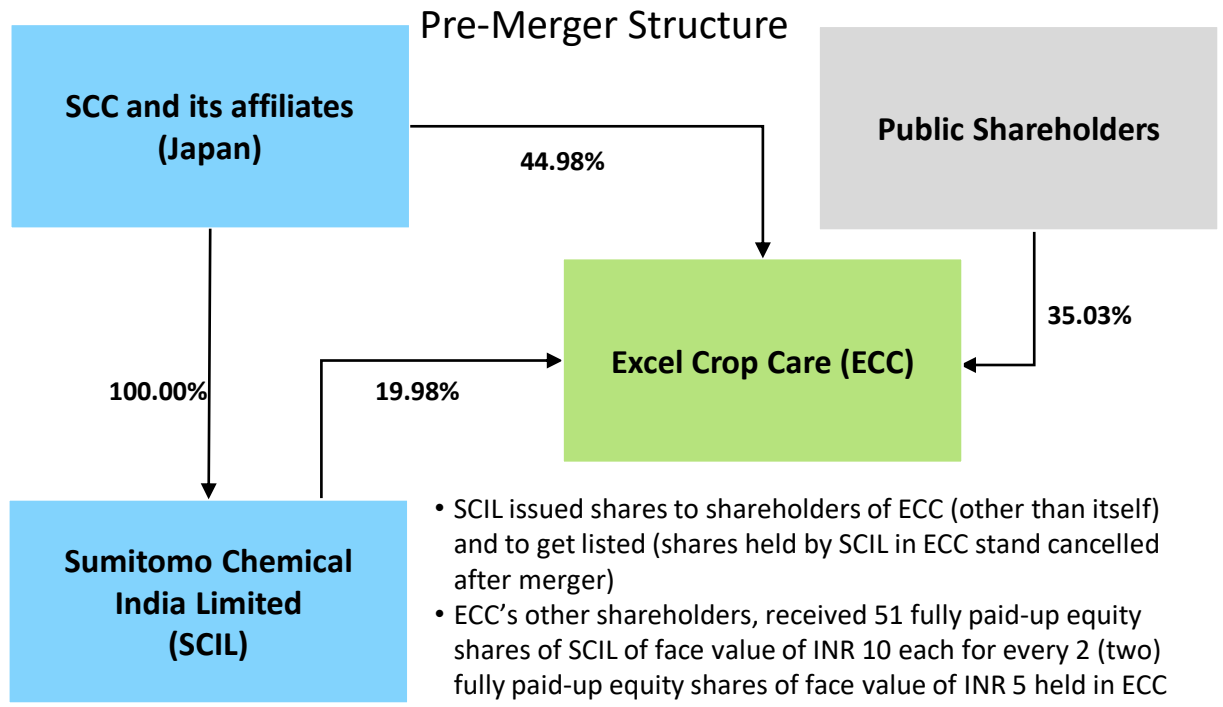 Pre-Merger Structure
SCC and its affiliates
(Japan)
Public Shareholders
44.98%
35.03%
Excel Crop Care (ECC)
100.00%
19.98%
Sumitomo Chemical
India Limited
(SCIL)
• SCIL issued shares to shareholders of ECC (other than itself)
and to get listed (shares held by SCIL in ECC stand cancelled
after merger)
• ECC’s other shareholders, received 51 fully paid-up equity
shares of SCIL of face value of INR 10 each for every 2 (two)
fully paid-up equity shares of face value of INR 5 held in ECC